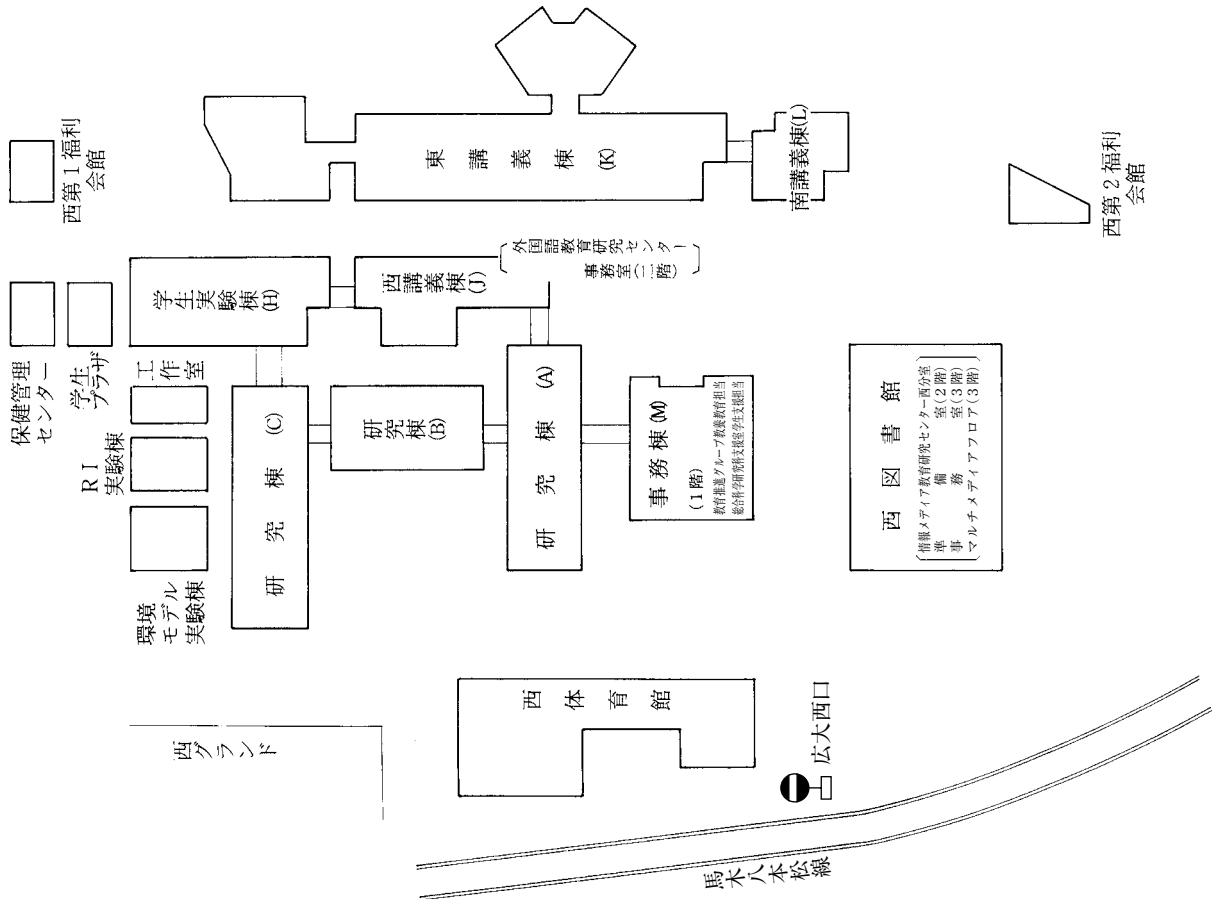 西第1福利
会館
保健管理
センター
学生
プラザ
工作室
RI
実験棟
環境
モデル
実験棟
学生実験棟
(H)
東講義棟
(K)
西講義棟
(J)
外国語教育研究センター
事務室(二階)
南講義棟(L)
西第2福利
会館
研究棟 (C)
研究棟
(B)
研究棟 (A)
事務棟(M)
(1階)
教育推進グループ教養教育担当
総合科学研究科支援室学生支援担当
西図書館
情報メディア教育研究センター西分室
準備室(2階)
事務室(3階)
マルチメディアフロア(3階)
西グランド
西体育館
広大西口
馬木八本松線